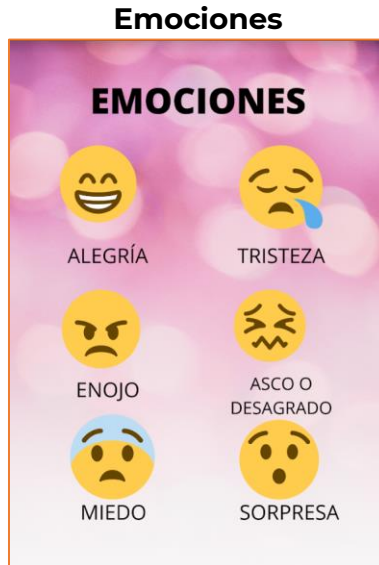 Emociones
EMOCIONES
ALEGRÍA
TRISTEZA
ENOJO
ASCO O
DESAGRADO
MIEDO
SORPRESA